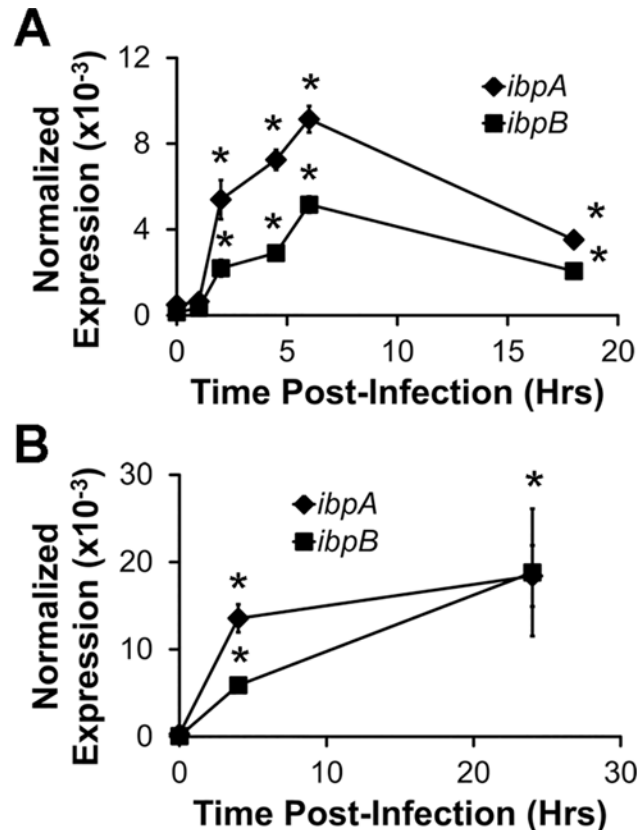 A
Normalized
Expression (x10-3)
12
8
4
0
ibpA
ibpB
*
*
*
*
*
*
*
*
0
5
10
15
20
Time Post-Infection (Hrs)
B
Normalized
Expression (x10-3)
30
20
10
0
ibpA
ibpB
*
*
*
0
10
20
30
Time Post-Infection (Hrs)